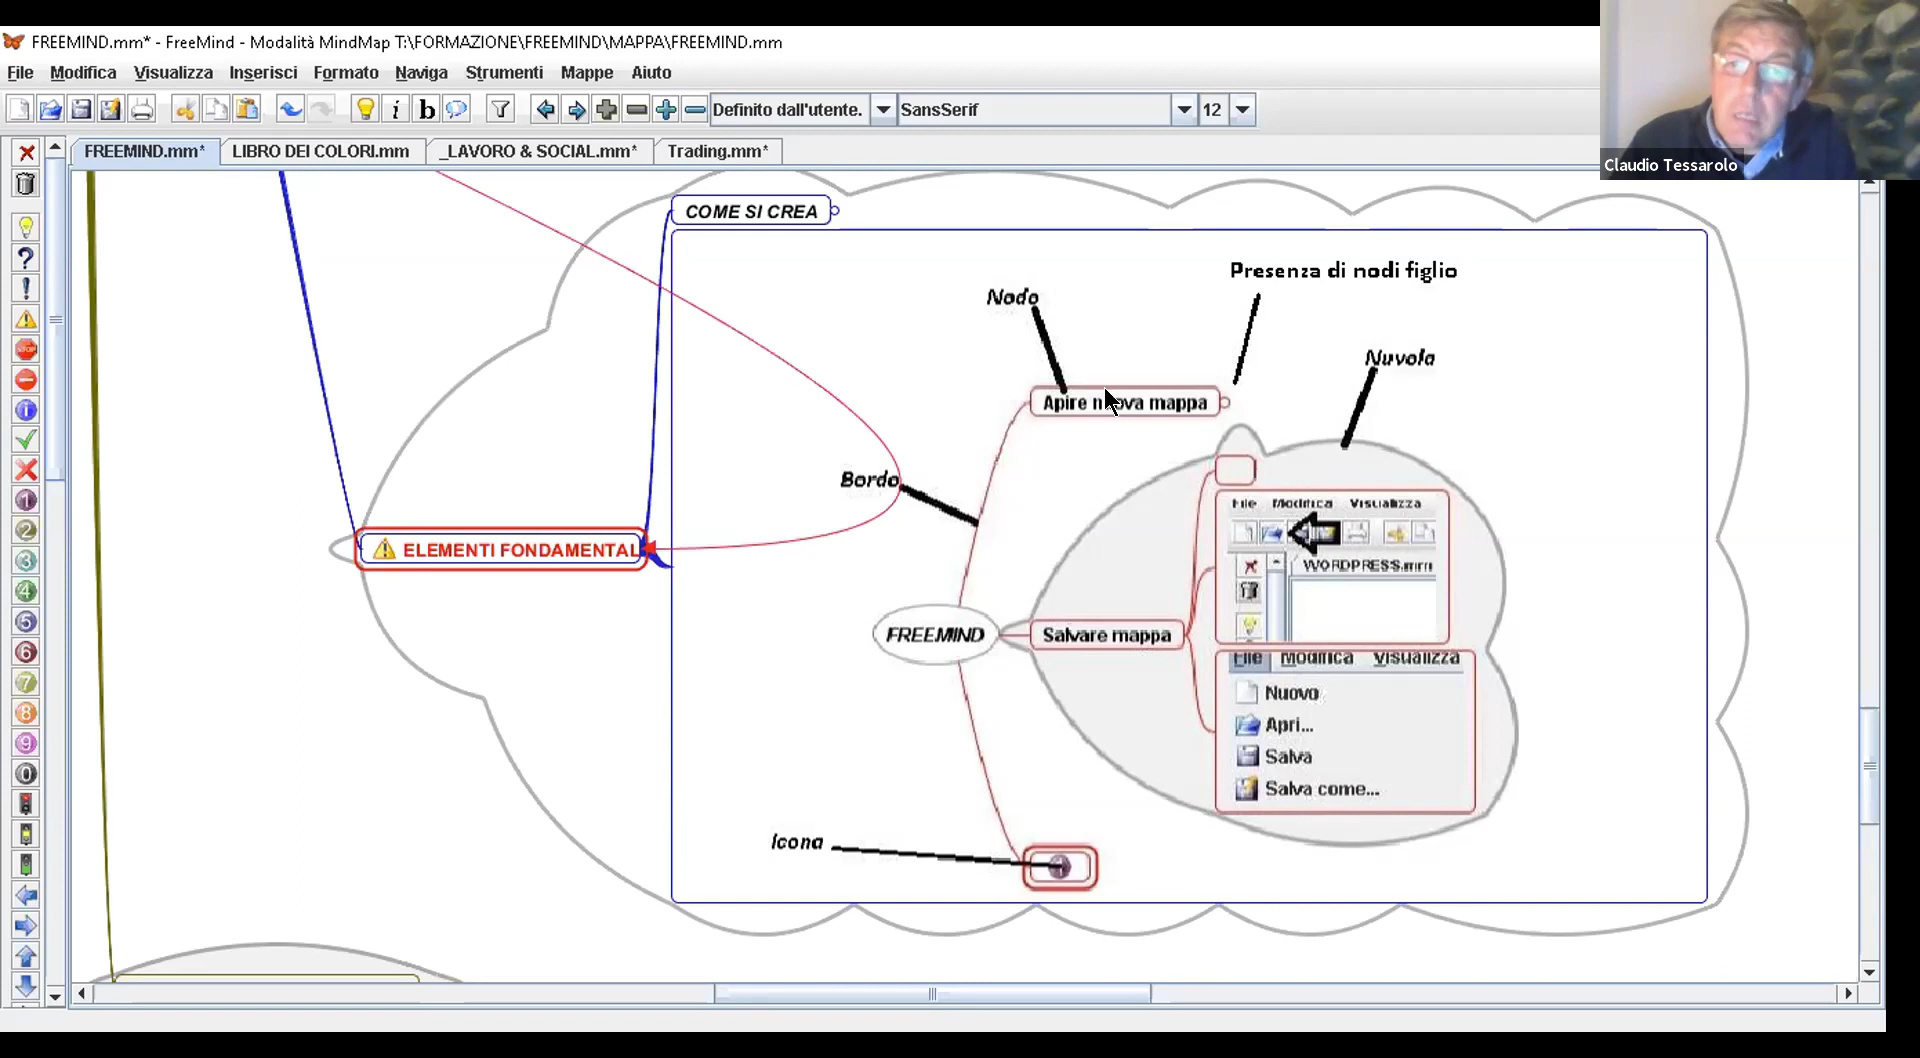 FREEMIND.mm* - FreeMind - Modalità MindMap T:\FORMAZIONE\FREEMIND\MAPPA\FREEMIND.mm
File Modifica Visualizza Inserisci Formato Naviga Strumenti Mappe Aiuto
Definito dall'utente. SansSerif 12
Claudio Tessarolo
FREEMIND.mm* LIBRO DEI COLORI.mm _LAVORO & SOCIAL.mm* Trading.mm*
COME SI CREA
Presenza di nodi figlio
Nodo
Nuvola
Apire nuova mappa
Bordo
File Modifica Visualizza
WORDPRESS.mm
ELEMENTI FONDAMENTAL
FREEMIND
Salvare mappa
File Modifica Visualizza
Nuovo
Apri...
Salva
Salva come...
Icona